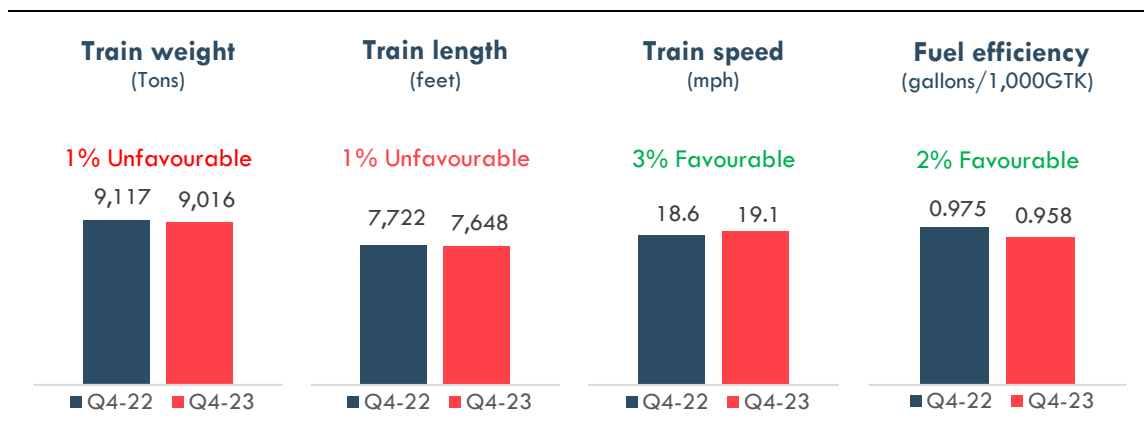 Train weight
(Tons)
1% Unfavourable
9,117 9,016
Q4-22 Q4-23
Train length
(feet)
1% Unfavourable
7,722 7,648
Q4-22 Q4-23
Train speed
(mph)
3% Favourable
18.6 19.1
Q4-22 Q4-23
Fuel efficiency
(gallons/1,000GTK)
2% Favourable
0.975 0.958
Q4-22 Q4-23